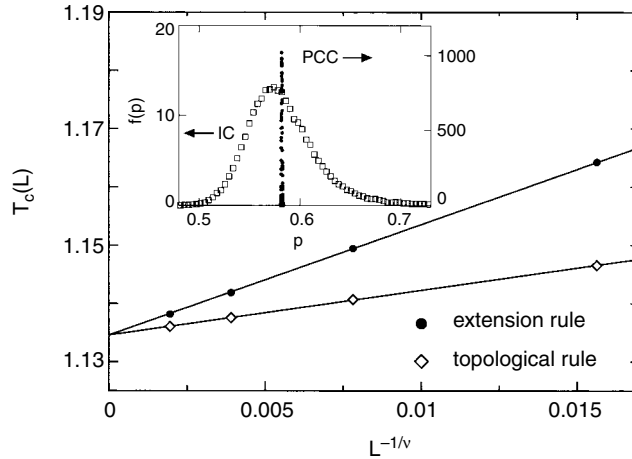 1.19
1.17
1.15
1.13
T_c(L)
20
10
0
f(p)
IC
PCC
1000
500
0
0.5
0.6
0.7
p
extension rule
topological rule
0
0.005
0.01
0.015
L^{-1/ν}